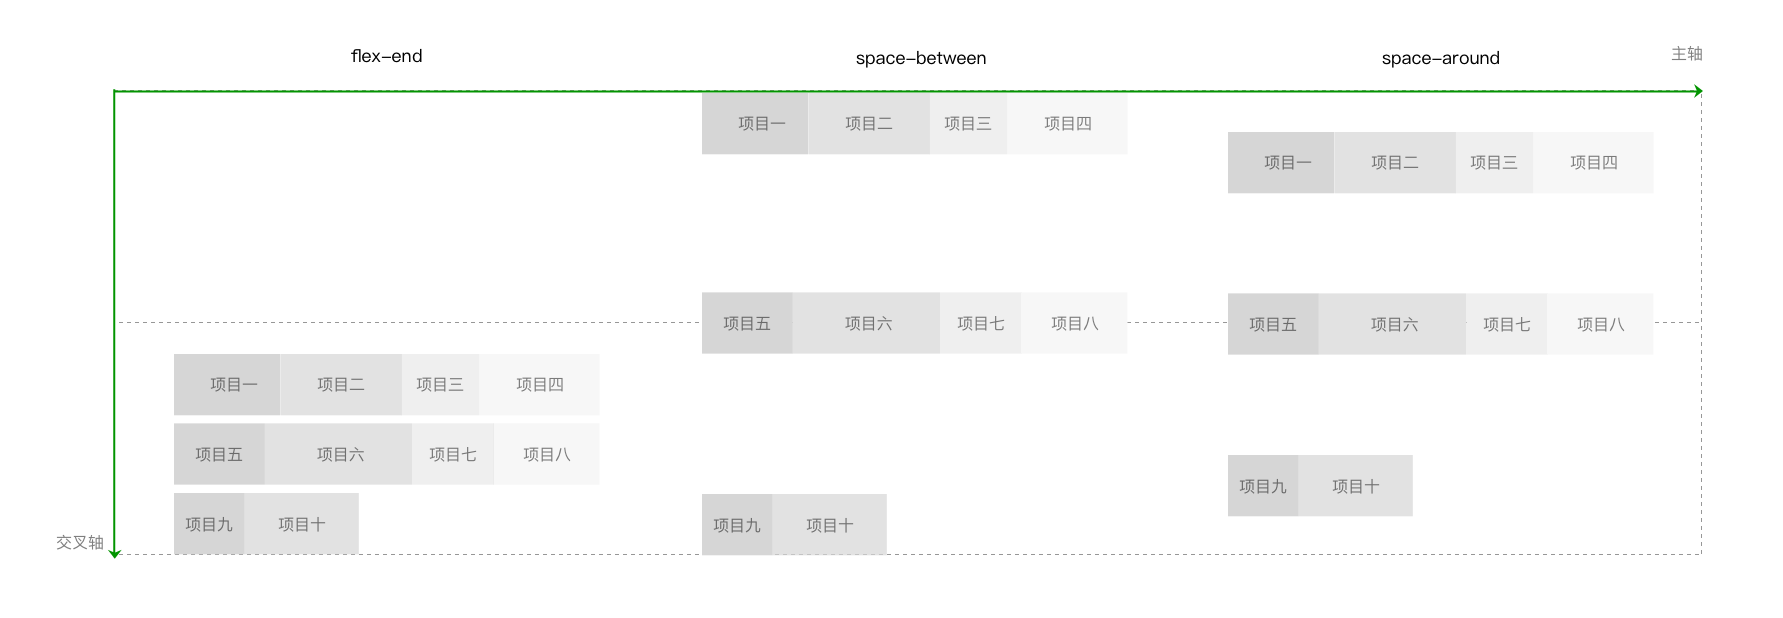 flex-end
space-between
space-around
主轴
项目一 项目二 项目三 项目四
项目一 项目二 项目三 项目四
项目五 项目六 项目七 项目八
项目五 项目六 项目七 项目八
项目一 项目二 项目三 项目四
项目五 项目六 项目七 项目八
项目九 项目十
项目九 项目十
项目九 项目十
交叉轴